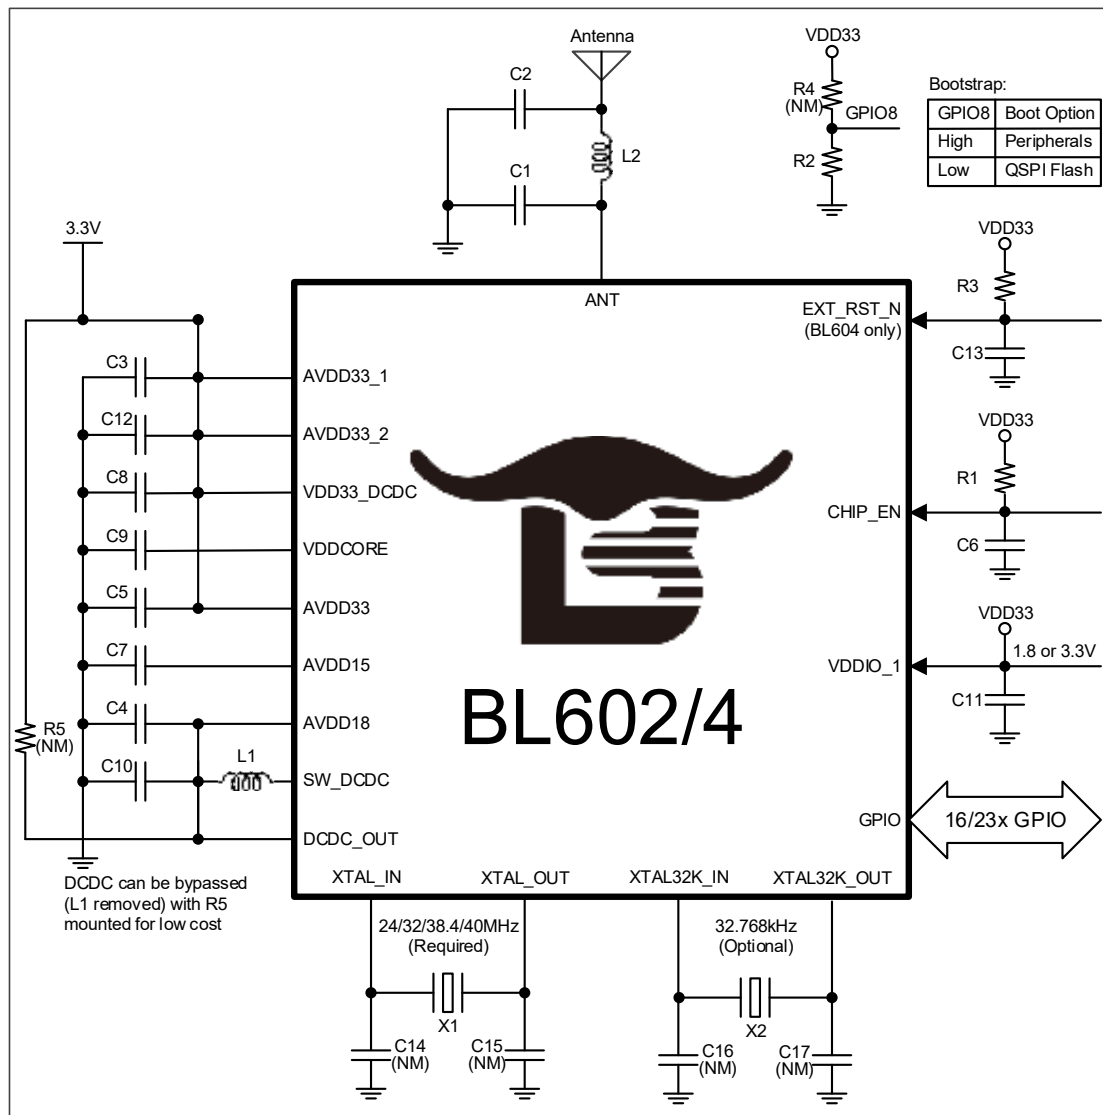 Antenna
C2
L2
C1
VDD33
R4
(NM)
GPIO8
R2
Bootstrap:
GPIO8 Boot Option
High Peripherals
Low QSPI Flash
3.3V
ANT
VDD33
R3
EXT_RST_N
(BL604 only)
C13
C3
AVDD33_1
C12
AVDD33_2
C8
VDD33_DCDC
C9
VDDCORE
C5
AVDD33
C7
AVDD15
C4
AVDD18
R5
(NM)
C10
L1
SW_DCDC
DCDC_OUT
VDD33
R1
CHIP_EN
C6
VDD33
1.8 or 3.3V
VDDIO_1
C11
BL602/4
GPIO
16/23x GPIO
DCDC can be bypassed
(L1 removed) with R5
mounted for low cost
XTAL_IN
XTAL_OUT
XTAL32K_IN
XTAL32K_OUT
24/32/38.4/40MHz
(Required)
32.768kHz
(Optional)
X1
X2
C14
(NM)
C15
(NM)
C16
(NM)
C17
(NM)